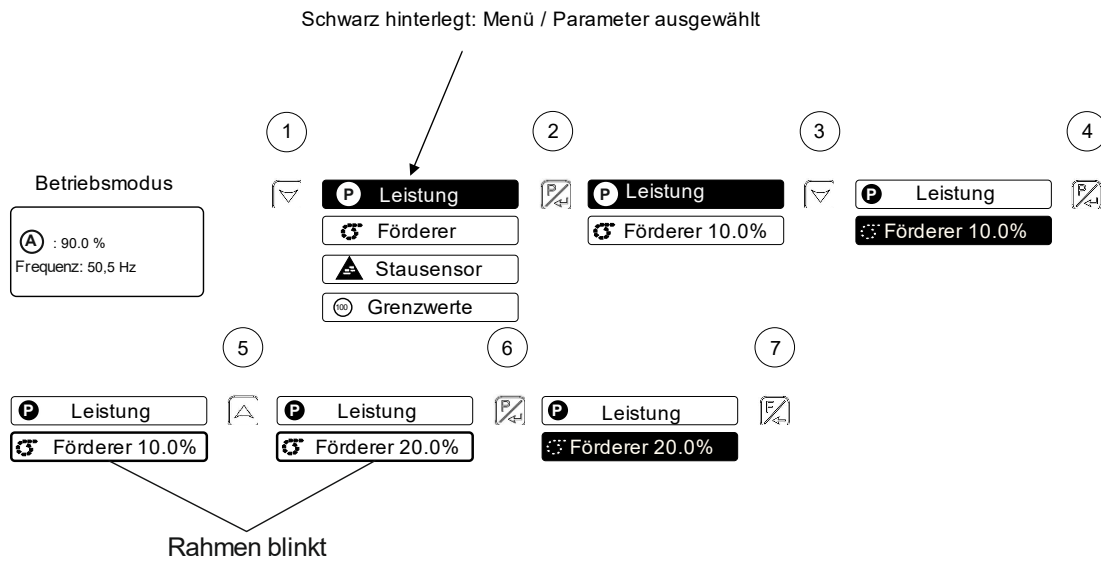 Schwarz hinterlegt: Menü / Parameter ausgewählt
1
2
3
4
Betriebsmodus
A : 90.0 %
Frequenz: 50,5 Hz
P Leistung
Förderer
Stausensor
100 Grenzwerte
P
P Leistung
Förderer 10.0%
P Leistung
Förderer 10.0%
P
5
6
7
P Leistung
Förderer 10.0%
P Leistung
Förderer 20.0%
P
P Leistung
Förderer 20.0%
F
Rahmen blinkt